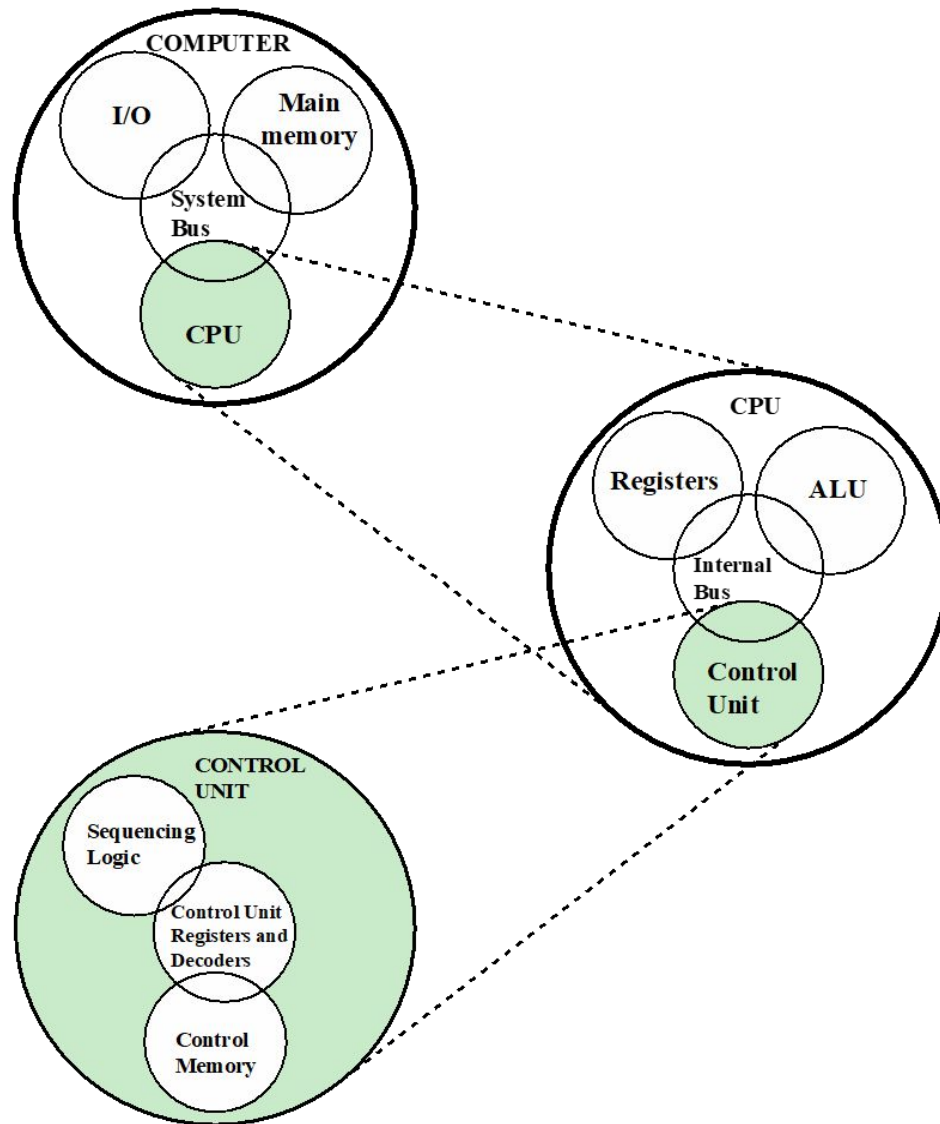 COMPUTER
I/O
Main
memory
System
Bus
CPU
CPU
Registers
ALU
Internal
Bus
Control
Unit
CONTROL
UNIT
Sequencing
Logic
Control Unit
Registers and
Decoders
Control
Memory